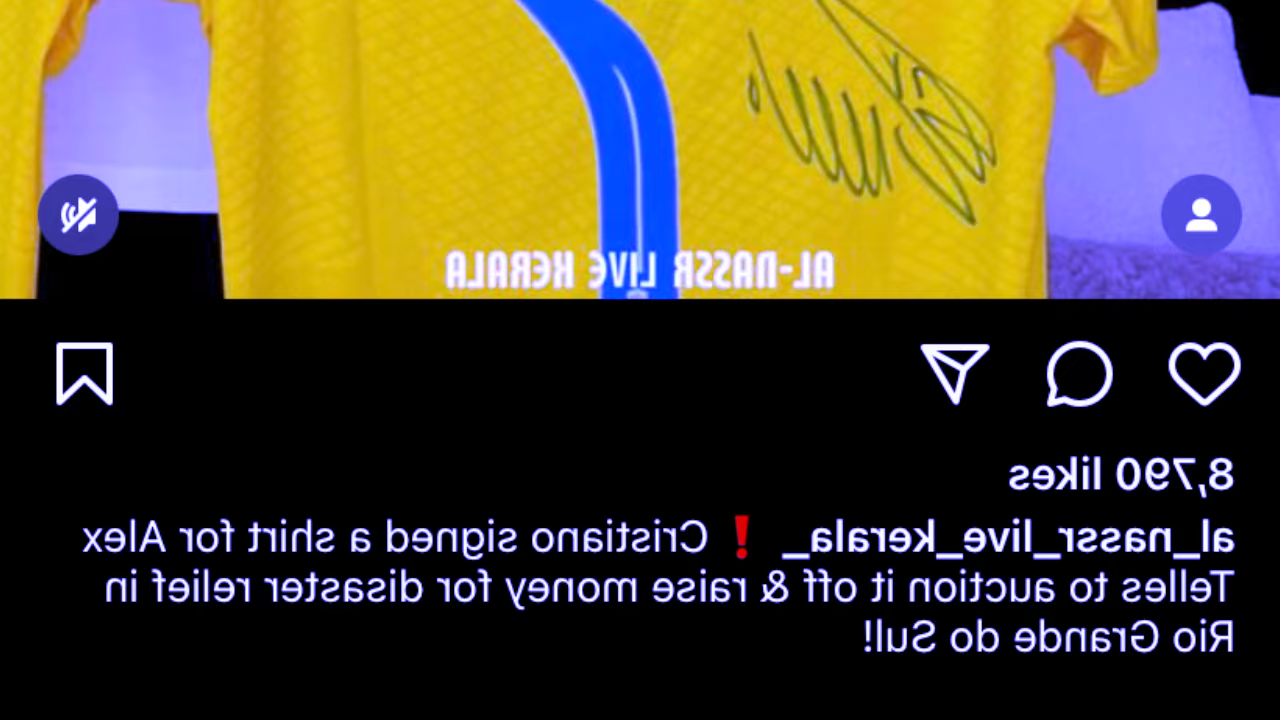 AL-NASSR LIVE KERALA
8,790 likes
al_nassr_live_kerala_ ❗ Cristiano signed a shirt for Alex
Telles to auction it off & raise money for disaster relief in
Rio Grande do Sul!